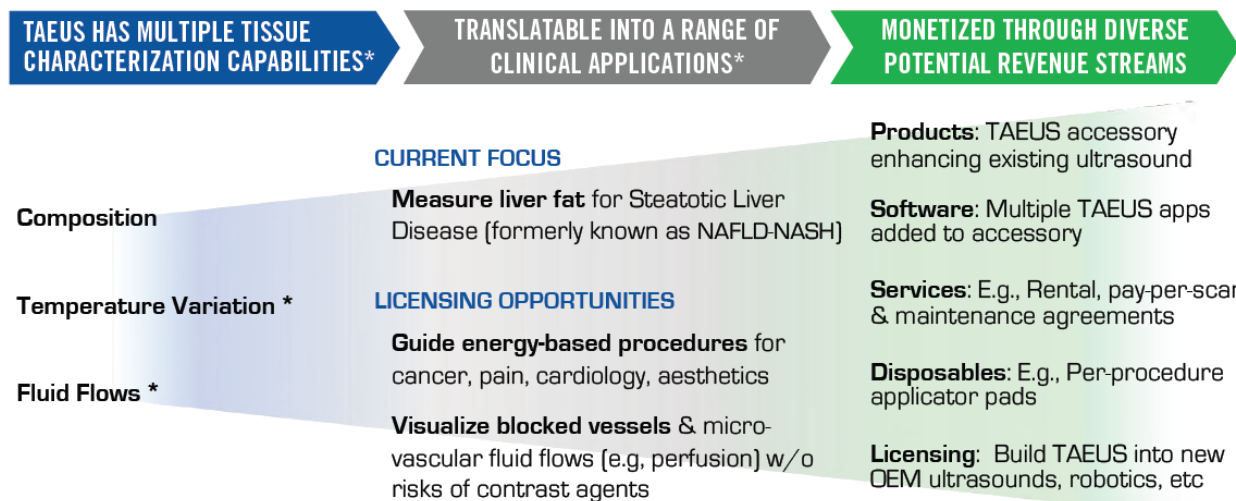 TAEUS HAS MULTIPLE TISSUE
CHARACTERIZATION CAPABILITIES*
TRANSLATABLE INTO A RANGE OF
CLINICAL APPLICATIONS*
MONETIZED THROUGH DIVERSE
POTENTIAL REVENUE STREAMS
Composition
Temperature Variation *
Fluid Flows *
CURRENT FOCUS
Measure liver fat for Steatotic Liver
Disease (formerly known as NAFLD-NASH)
LICENSING OPPORTUNITIES
Guide energy-based procedures for
cancer, pain, cardiology, aesthetics
Visualize blocked vessels & micro-
vascular fluid flows (e.g, perfusion) w/o
risks of contrast agents
Products: TAEUS accessory
enhancing existing ultrasound
Software: Multiple TAEUS apps
added to accessory
Services: E.g., Rental, pay-per-scan
& maintenance agreements
Disposables: E.g., Per-procedure
applicator pads
Licensing: Build TAEUS into new
OEM ultrasounds, robotics, etc